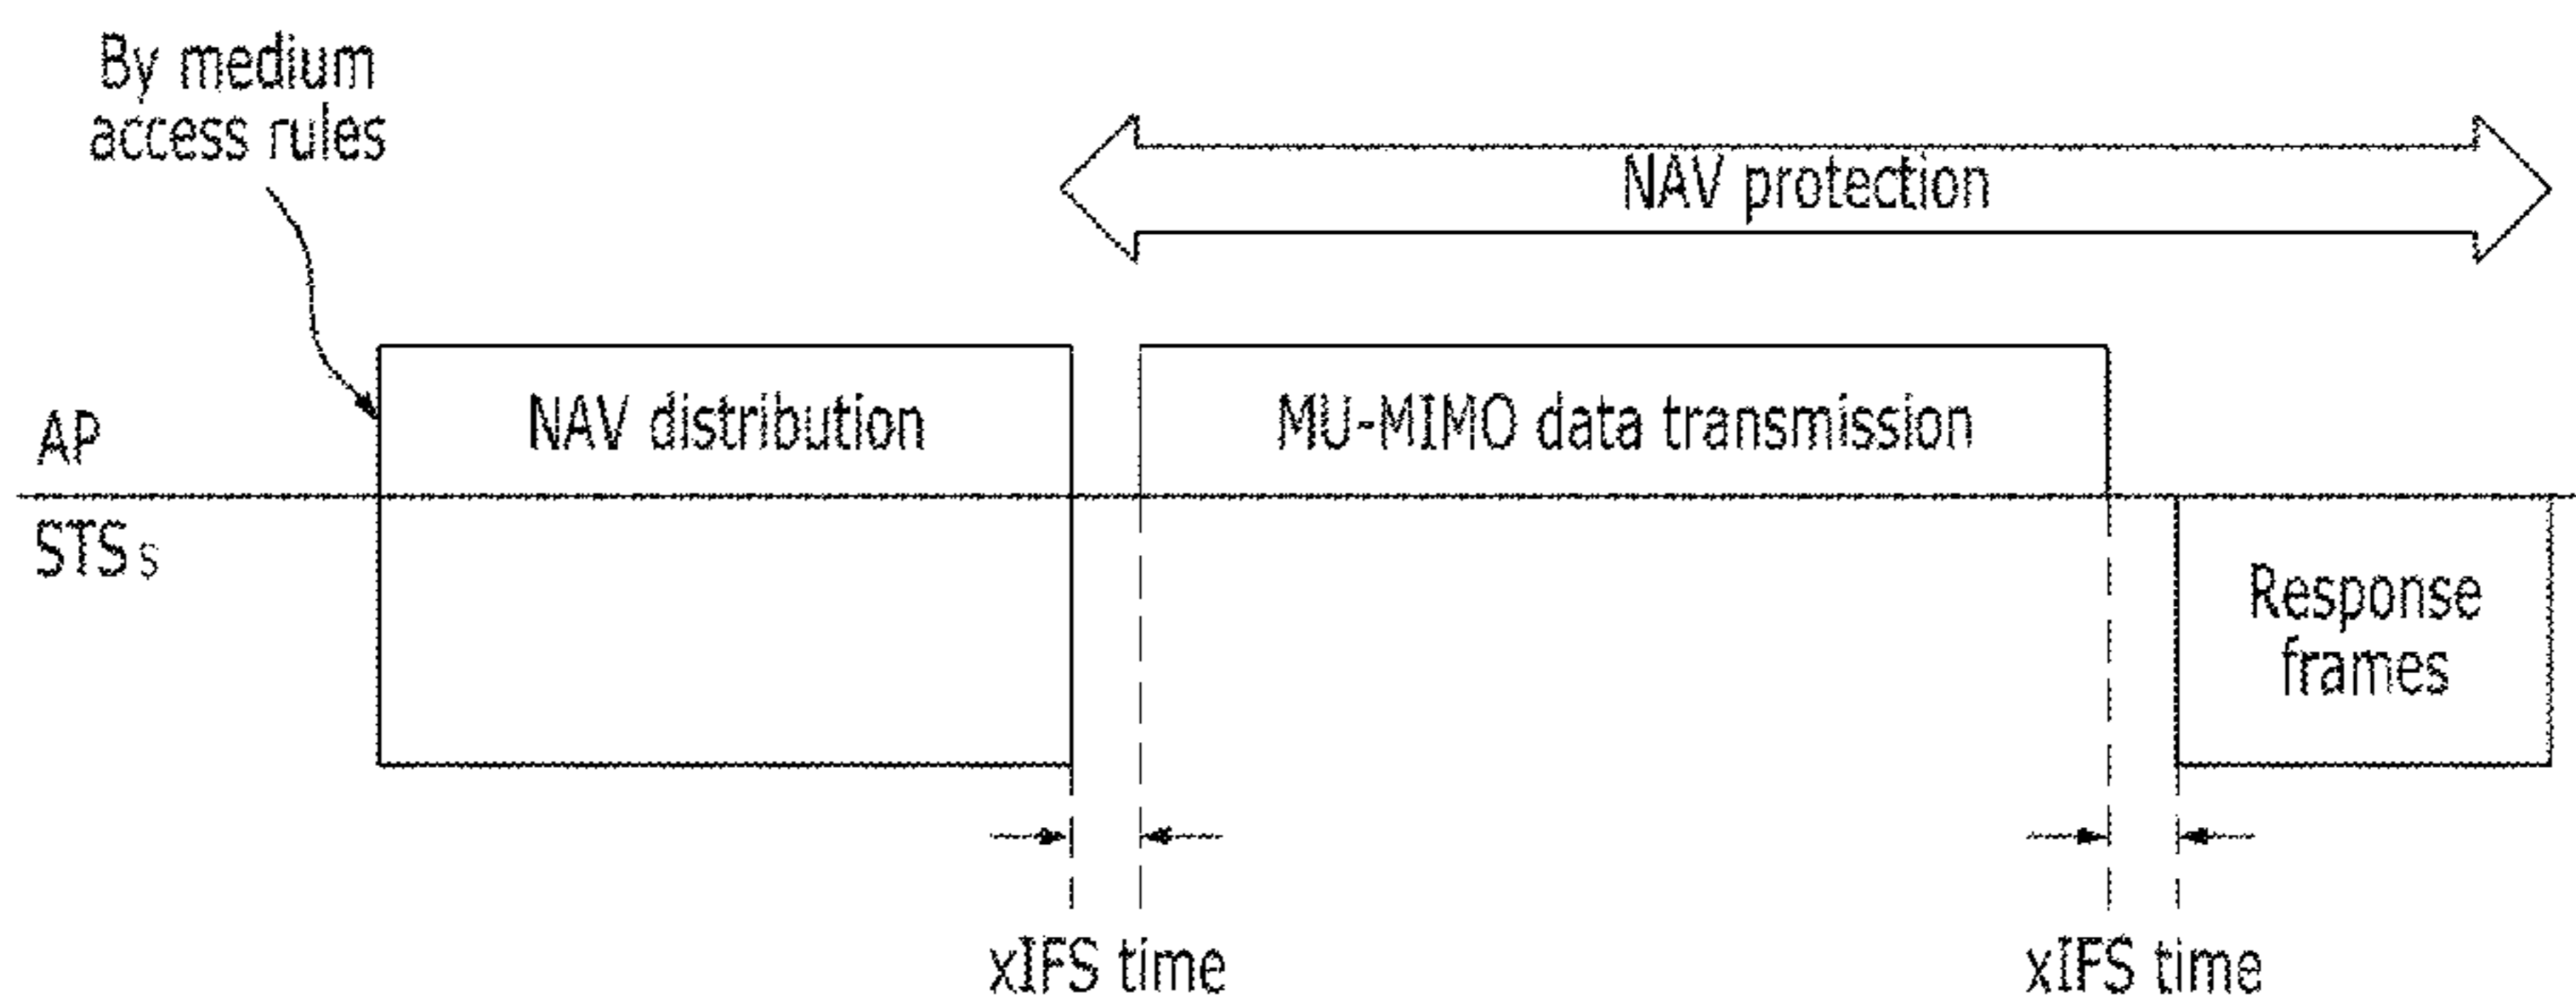 By medium
access rules
NAV protection
AP
NAV distribution
MU-MIMO data transmission
STSs
Response
frames
xIFS time
xIFS time